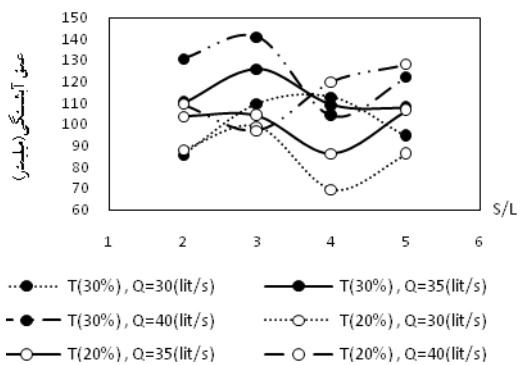 عمق آبشستگی(میلیمتر)
150
140
130
120
110
100
90
80
70
60
S/L
1 2 3 4 5 6
T(30%) , Q=30(lit/s) T(30%) , Q=35(lit/s)
T(30%) , Q=40(lit/s) T(20%) , Q=30(lit/s)
T(20%) , Q=35(lit/s) T(20%) , Q=40(lit/s)